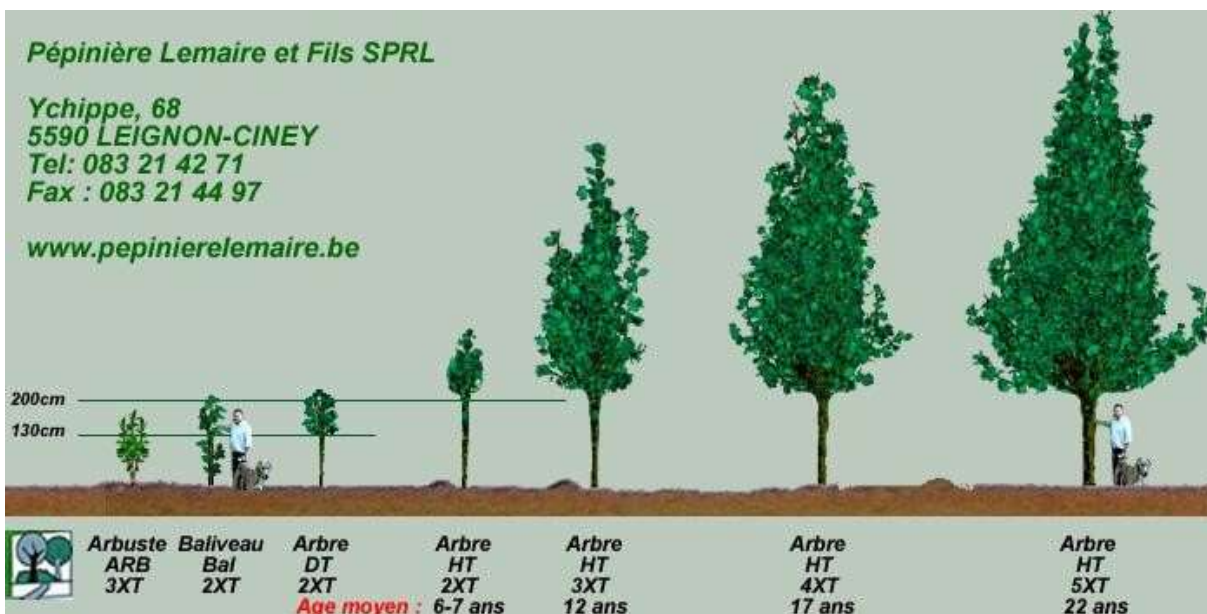 Pépinière Lemaire et Fils SPRL
Ychippe, 68
5590 LEIGNON-CINEY
Tel: 083 21 42 71
Fax : 083 21 44 97
www.pepinierelemaire.be
200cm
130cm
Arbuste Baliveau Arbre Arbre Arbre Arbre Arbre
ARB Bal DT HT HT HT HT
3XT 2XT 2XT 2XT 3XT 4XT 5XT
Age moyen : 6-7 ans 12 ans 17 ans 22 ans